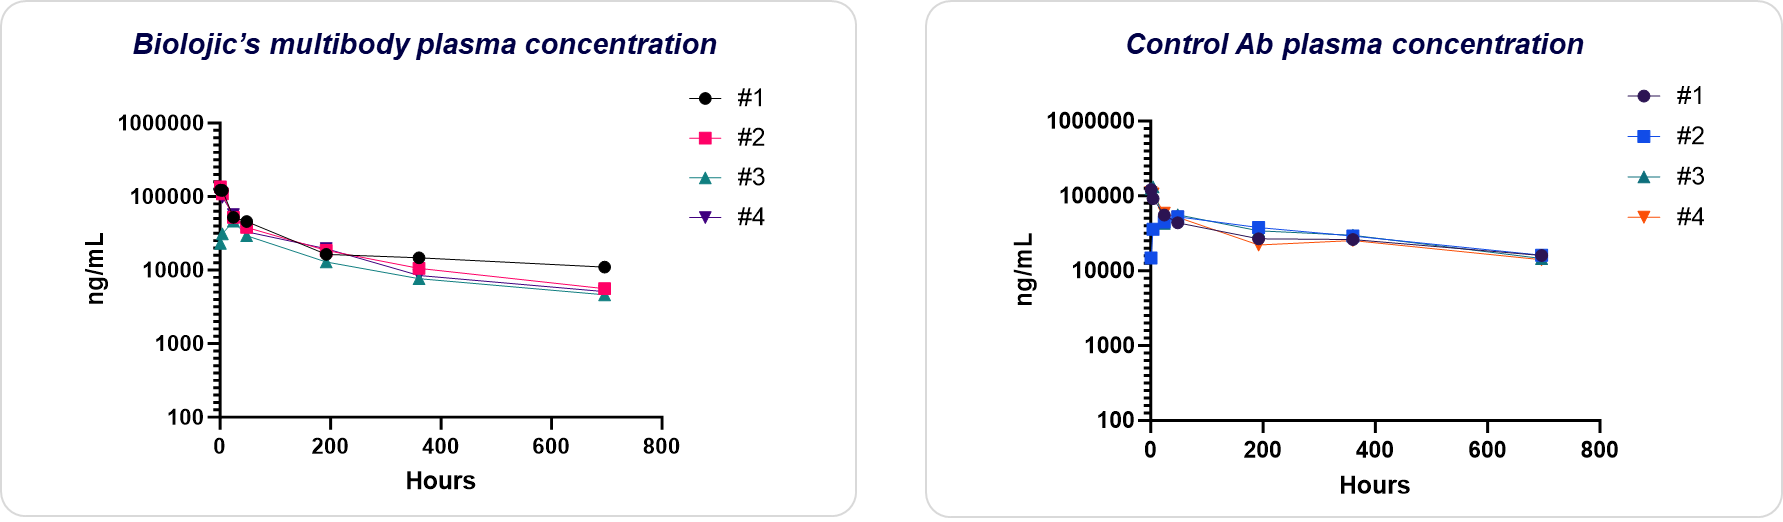 Biolojic’s multibody plasma concentration
#1
#2
#3
#4
1000000
100000
10000
1000
100
ng/mL
0 200 400 600 800
Hours
Control Ab plasma concentration
#1
#2
#3
#4
1000000
100000
10000
1000
100
ng/mL
0 200 400 600 800
Hours